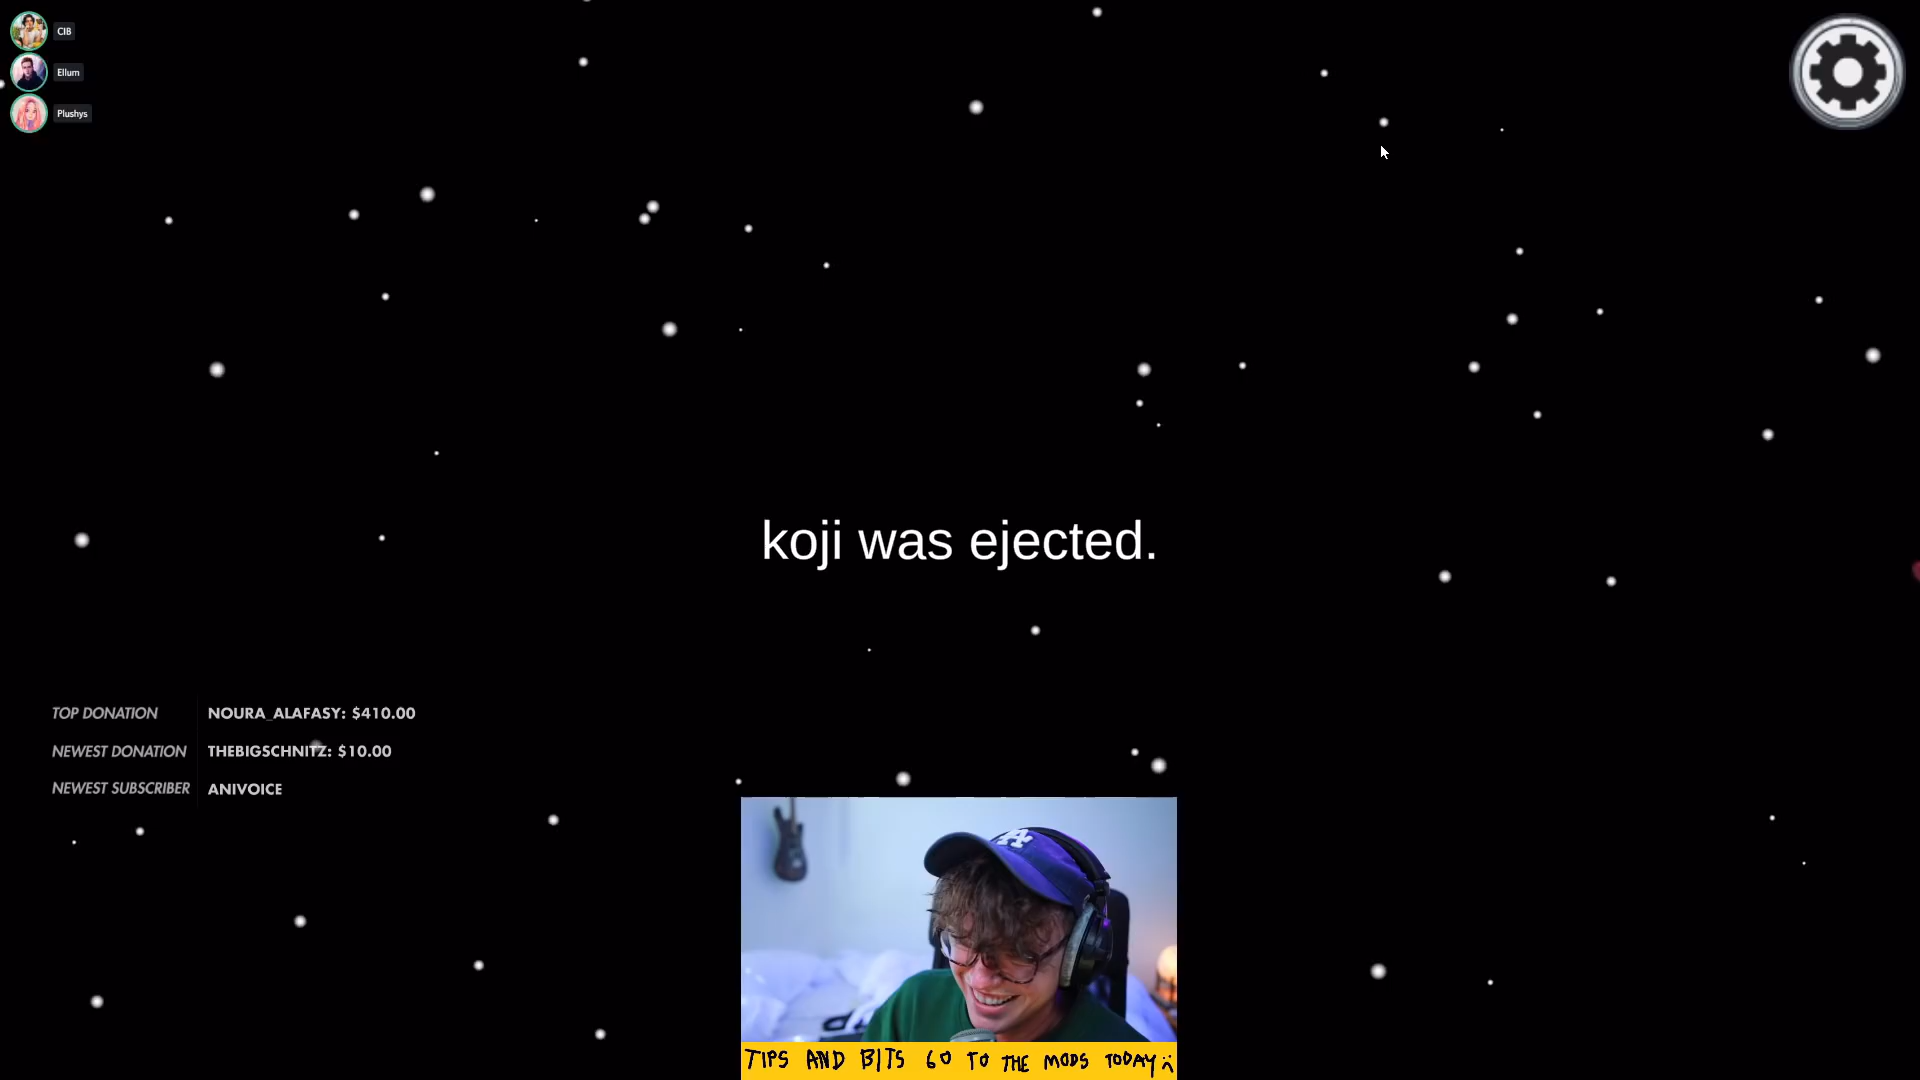 CIB
Ellum
Plushys
koji was ejected.
TOP DONATION NOURA_ALAFASY: $410.00
NEWEST DONATION THEBIGSCHNITZ: $10.00
NEWEST SUBSCRIBER ANIVOICE
LA
TIPS AND BITS GO TO THE MODS TODAY :(